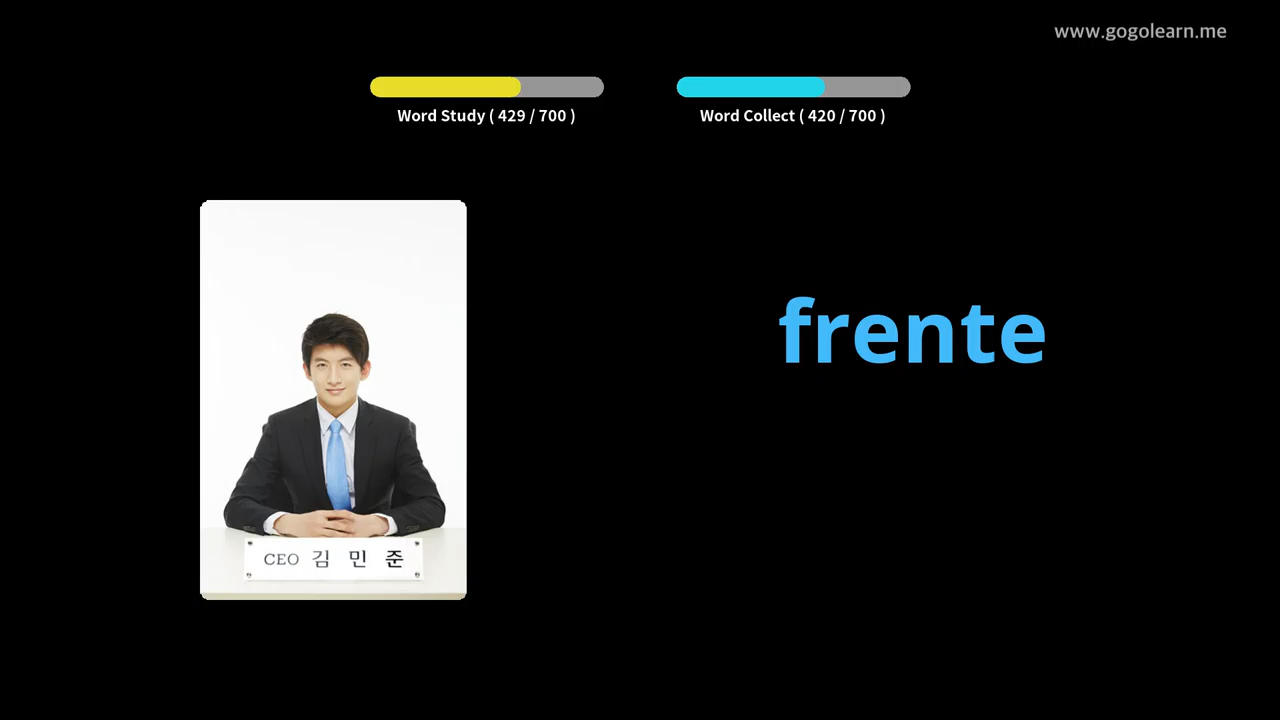 www.gogolearn.me
Word Study ( 429 / 700 )
Word Collect ( 420 / 700 )
frente
CEO 김 민 준